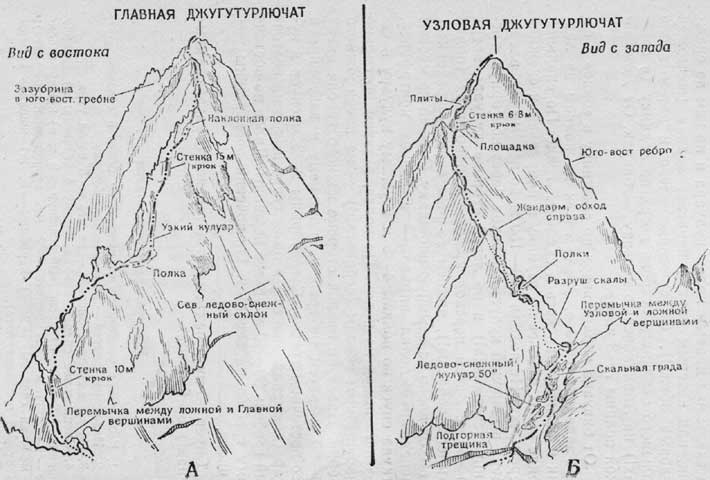 ГЛАВНАЯ ДЖУГУТУРЛЮЧАТ
Вид с востока
Зазубрина
в юго-вост. гребне
Наклонная полка
Стенка 15м
крюк
Узкий кулуар
Полка
Сев. ледово-снеж-
ный склон
Стенка 10м
крюк
Перемычка между ложной и Главной
вершинами
А
УЗЛОВАЯ ДЖУГУТУРЛЮЧАТ
Вид с запада
Плиты
Стенка 6-8м
крюк
Площадка
Юго-вост ребро
Жандарм, обход
справа
Полки
Разруш скалы
Перемычка между
Узловой и ложной
вершинами
Ледово-снежный
кулуар 50°
Скальная гряда
Подгорная
трещина
Б